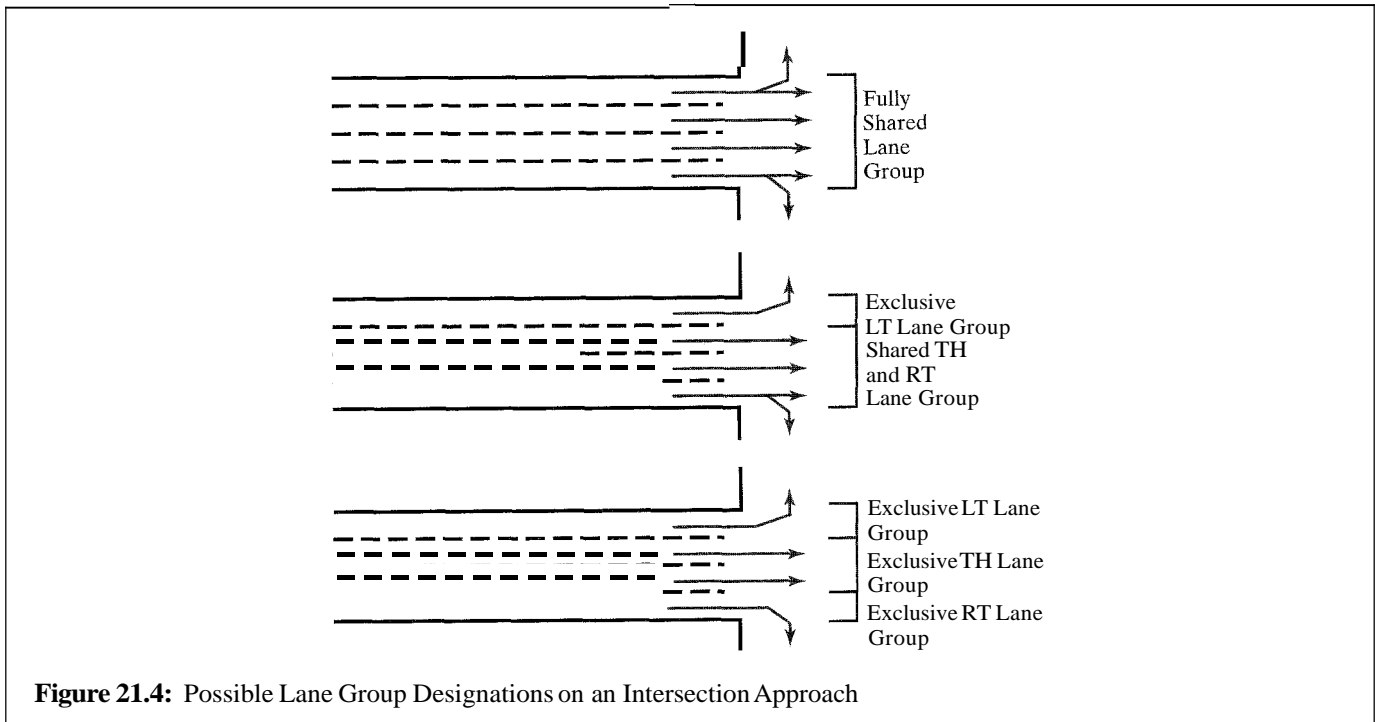 Fully
Shared
Lane
Group
Exclusive
LT Lane Group
Shared TH
and RT
Lane Group
Exclusive LT Lane
Group
Exclusive TH Lane
Group
Exclusive RT Lane
Group
Figure 21.4: Possible Lane Group Designations on an Intersection Approach